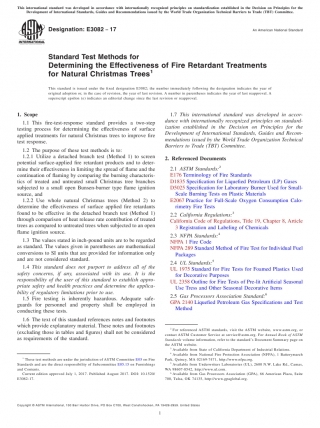 This international standard was developed in accordance with internationally recognized principles on standardization established in the Decision on Principles for the
Development of International Standards, Guides and Recommendations issued by the World Trade Organization Technical Barriers to Trade (TBT) Committee.
Designation: E3082 − 17
An American National Standard
Standard Test Methods for
Determining the Effectiveness of Fire Retardant Treatments
for Natural Christmas Trees1
This standard is issued under the fixed designation E3082; the number immediately following the designation indicates the year of
original adoption or, in the case of revision, the year of last revision. A number in parentheses indicates the year of last reapproval. A
superscript epsilon (ε) indicates an editorial change since the last revision or reapproval.
1. Scope
1.1 This fire-test-response standard provides a two-step
testing process for determining the effectiveness of surface
applied treatments for natural Christmas trees to improve fire
test response.
1.2 The purpose of these test methods is to:
1.2.1 Utilize a detached branch test (Method 1) to screen
potential surface-applied fire retardant products and to deter-
mine their effectiveness in limiting the spread of flame and the
continuation of flaming by comparing the burning characteris-
tics of treated and untreated small Christmas tree branches
subjected to a small open Bunsen-burner type flame ignition
source, and
1.2.2 Use whole natural Christmas trees (Method 2) to
determine the effectiveness of surface applied fire retardants
found to be effective in the detached branch test (Method 1)
through comparison of heat release rate contribution of treated
trees as compared to untreated trees when subjected to an open
flame ignition source.
1.3 The values stated in inch-pound units are to be regarded
as standard. The values given in parentheses are mathematical
conversions to SI units that are provided for information only
and are not considered standard.
1.4 This standard does not purport to address all of the
safety concerns, if any, associated with its use. It is the
responsibility of the user of this standard to establish appro-
priate safety and health practices and determine the applica-
bility of regulatory limitations prior to use.
1.5 Fire testing is inherently hazardous. Adequate safe-
guards for personnel and property shall be employed in
conducting these tests.
1.6 The text of this standard references notes and footnotes
which provide explanatory material. These notes and footnotes
(excluding those in tables and figures) shall not be considered
as requirements of the standard.
1 These test methods are under the jurisdiction of ASTM Committee E05 on Fire
Standards and are the direct responsibility of Subcommittee E05.15 on Furnishings
and Contents.
Current edition approved July 1, 2017. Published August 2017. DOI: 10.1520/
E3082-17.
1.7 This international standard was developed in accor-
dance with internationally recognized principles on standard-
ization established in the Decision on Principles for the
Development of International Standards, Guides and Recom-
mendations issued by the World Trade Organization Technical
Barriers to Trade (TBT) Committee.
2. Referenced Documents
2.1 ASTM Standards:2
E176 Terminology of Fire Standards
D1835 Specification for Liquefied Petroleum (LP) Gases
D5025 Specification for Laboratory Burner Used for Small-
Scale Burning Tests on Plastic Materials
E2067 Practice for Full-Scale Oxygen Consumption Calo-
rimetry Fire Tests
2.2 California Regulations:3
California Code of Regulations, Title 19, Chapter 8, Article
3 Registration and Labeling of Chemicals
2.3 NFPA Standards:4
NFPA 1 Fire Code
NFPA 289 Standard Method of Fire Test for Individual Fuel
Packages
2.4 UL Standards:5
UL 1975 Standard for Fire Tests for Foamed Plastics Used
for Decorative Purposes
UL 2358 Outline for Fire Tests of Pre-lit Artificial Seasonal
Use Trees and Other Seasonal Decorative Items
2.5 Gas Processors Association Standard:6
GPA 2140 Liquefied Petroleum Gas Specifications and Test
Method
2 For referenced ASTM standards, visit the ASTM website, www.astm.org, or
contact ASTM Customer Service at service@astm.org. For Annual Book of ASTM
Standards volume information, refer to the standard's Document Summary page on
the ASTM website.
3 Available from State of California Department of Industrial Relations
4 Available from National Fire Protection Association (NFPA), 1 Batterymarch
Park, Quincy, MA 02169-7471, http://www.nfpa.org.
5 Available from Underwriters Laboratories (UL), 2600 N.W. Lake Rd., Camas,
WA 98607-8542, http://www.ul.com.
6 Available from Gas Processors Association (GPA), 66 American Plaza, Suite
700, Tulsa, OK 74135, http://www.gasprhq.org.
1